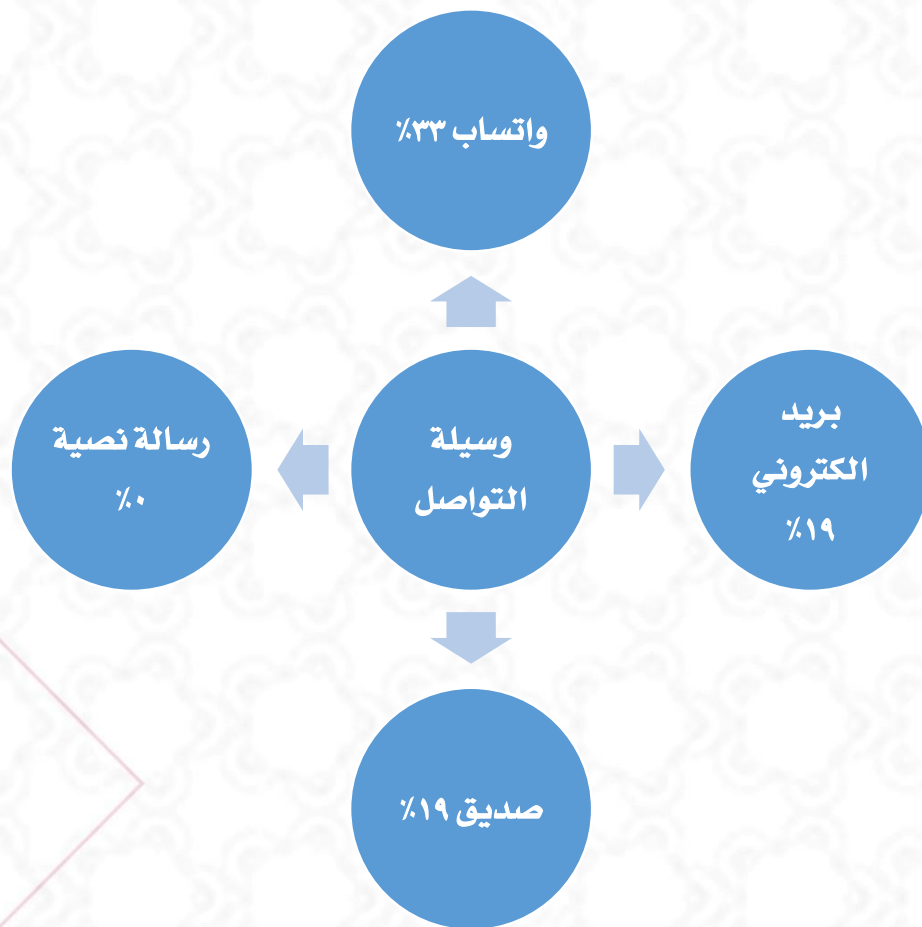 واتساب ٣٣٪
وسيلة
التواصل
بريد
الكتروني
١٩٪
رسالة نصية
٠٪
صديق ١٩٪